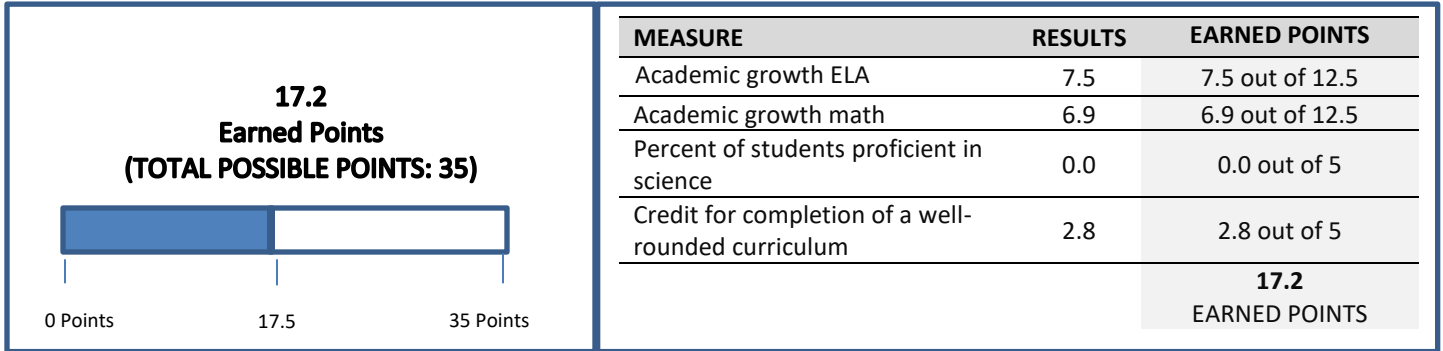 17.2
Earned Points
(TOTAL POSSIBLE POINTS: 35)
0 Points 17.5 35 Points
MEASURE RESULTS EARNED POINTS
Academic growth ELA 7.5 7.5 out of 12.5
Academic growth math 6.9 6.9 out of 12.5
Percent of students proficient in
science 0.0 0.0 out of 5
Credit for completion of a well-
rounded curriculum 2.8 2.8 out of 5
17.2
EARNED POINTS